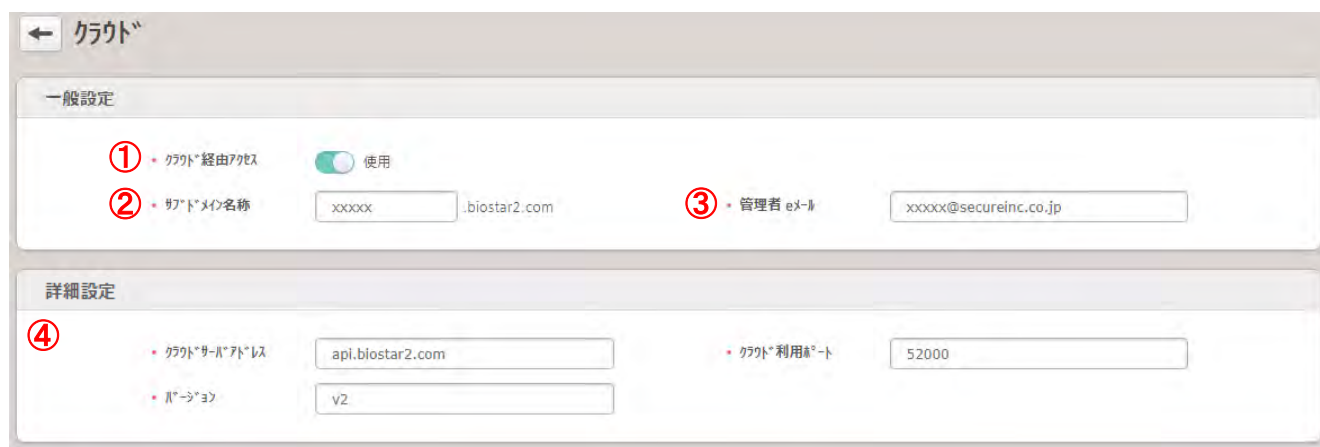 ← ｸﾗｳﾄﾞ
一般設定
① • ｸﾗｳﾄﾞ経由ｱｸｾｽ 使用
② • ｻﾌﾞﾄﾞﾒｲﾝ名称 xxxxx .biostar2.com ③ • 管理者 eﾒｰﾙ xxxxx@secureinc.co.jp
詳細設定
④
• ｸﾗｳﾄﾞｻｰﾊﾞｱﾄﾞﾚｽ api.biostar2.com • ｸﾗｳﾄﾞ利用ﾎﾟｰﾄ 52000
• ﾊﾞｰｼﾞｮﾝ v2